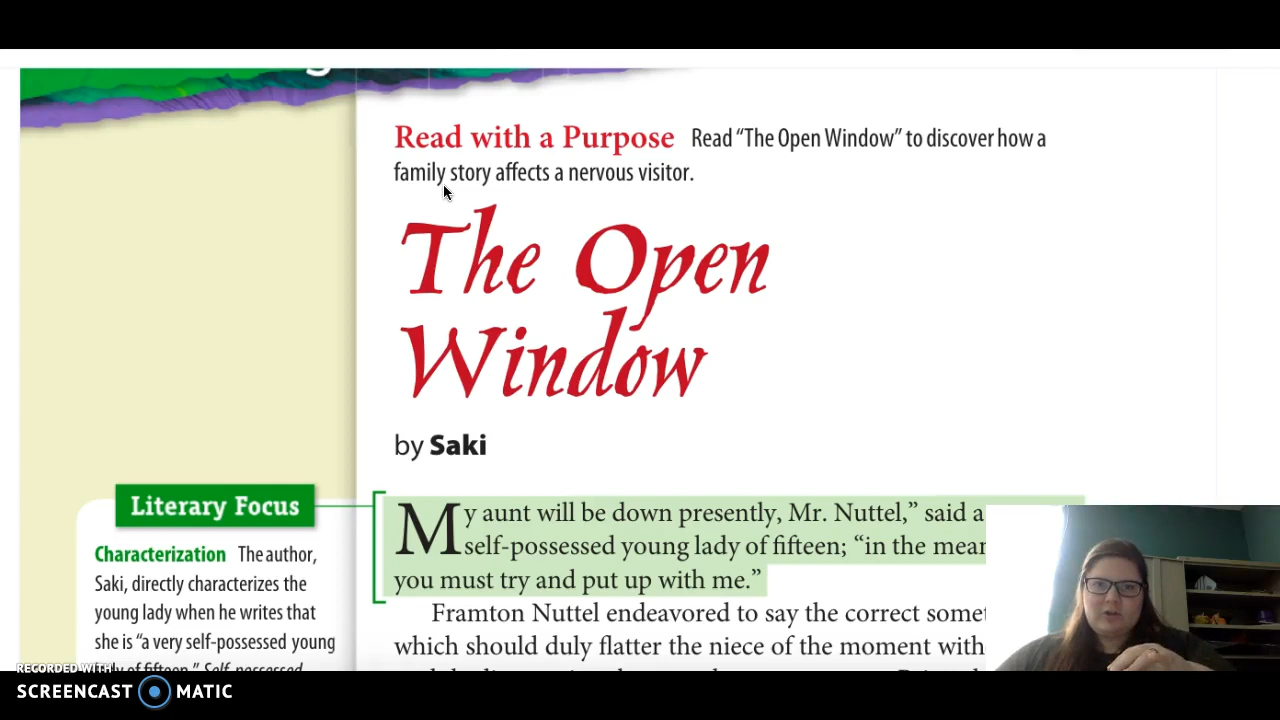 Read with a Purpose Read “The Open Window” to discover how a
family story affects a nervous visitor.
The Open
Window
by Saki
Literary Focus
Characterization The author,
Saki, directly characterizes the
young lady when he writes that
she is “a very self-possessed young
of fifteen.” Self-possessed
My aunt will be down presently, Mr. Nuttel,” said a
self-possessed young lady of fifteen; “in the mean
you must try and put up with me.”
Framton Nuttel endeavored to say the correct somet
which should duly flatter the niece of the moment with
RECORDED WITH
SCREENCAST MATIC